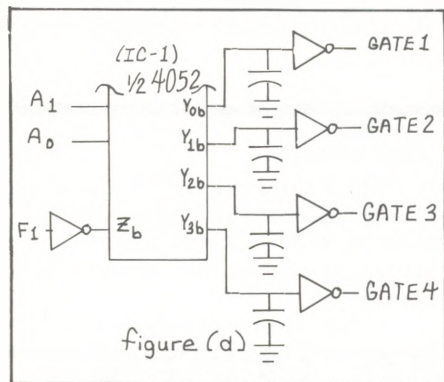 (IC-1)
½ 4052
A1
A0
F1
Zb
Y0b
Y1b
Y2b
Y3b
GATE 1
GATE 2
GATE 3
GATE 4
figure (d)